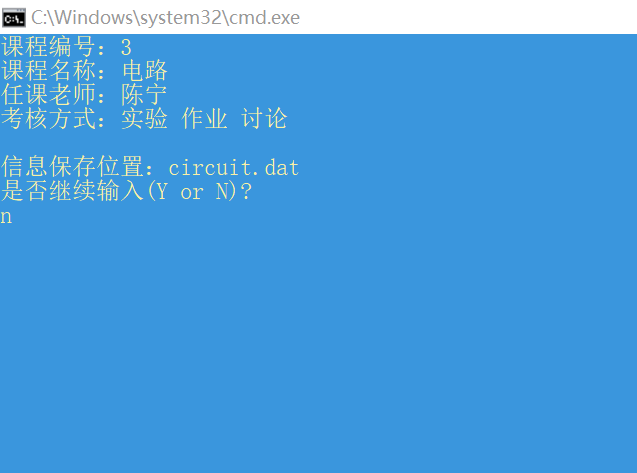 C:\Windows\system32\cmd.exe
课程编号：3
课程名称：电路
任课老师：陈宁
考核方式：实验 作业 讨论
信息保存位置：circuit.dat
是否继续输入(Y or N)?
n